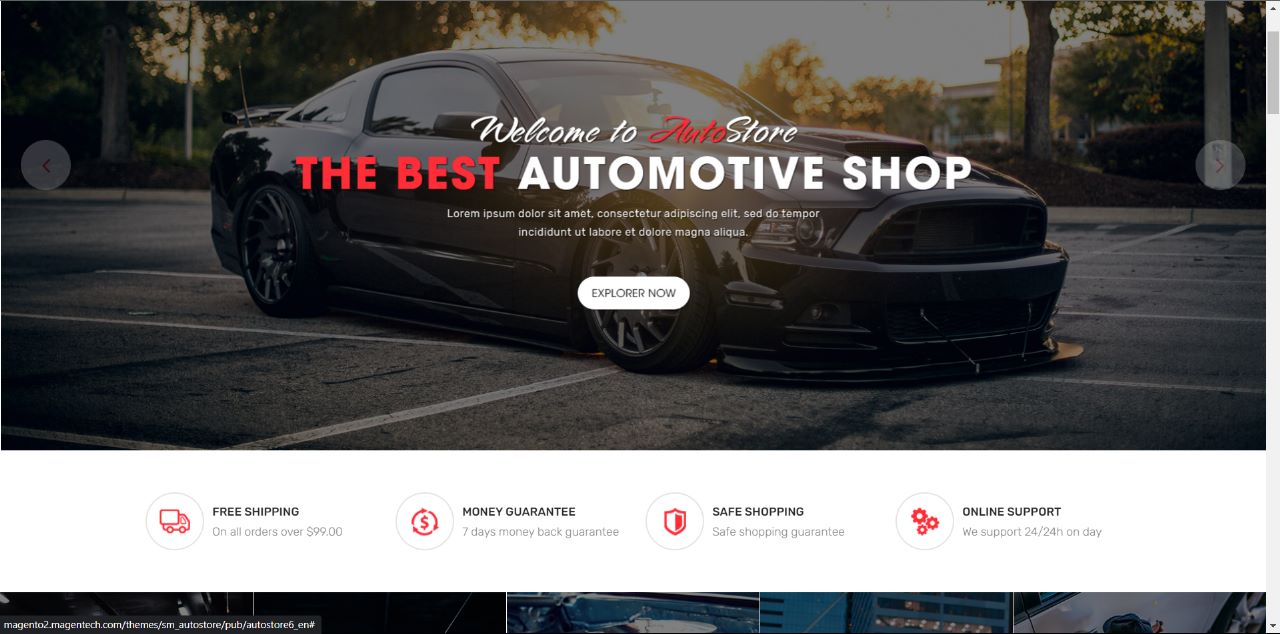 Welcome to AutoStore
THE BEST AUTOMOTIVE SHOP
Lorem ipsum dolor sit amet, consectetur adipiscing elit, sed do tempor
incididunt ut labore et dolore magna aliqua.
EXPLORER NOW
FREE SHIPPING
On all orders over $99.00
MONEY GUARANTEE
7 days money back guarantee
SAFE SHOPPING
Safe shopping guarantee
ONLINE SUPPORT
We support 24/24h on day
magento2.magentech.com/themes/sm_autostore/pub/autostore6_en#